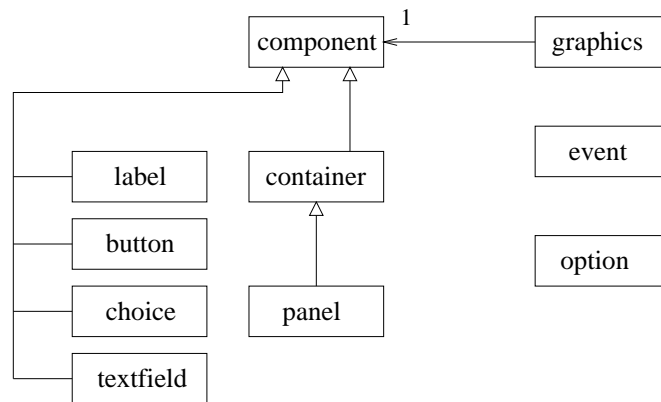 1
component
graphics
label
container
event
button
option
choice
panel
textfield